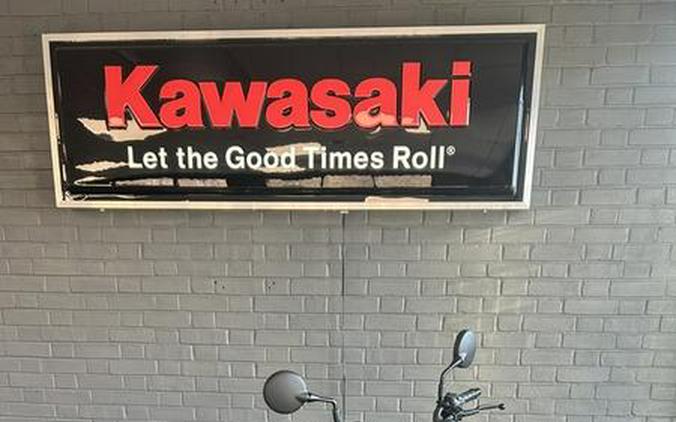 Kawasaki
Let the Good Times Roll®